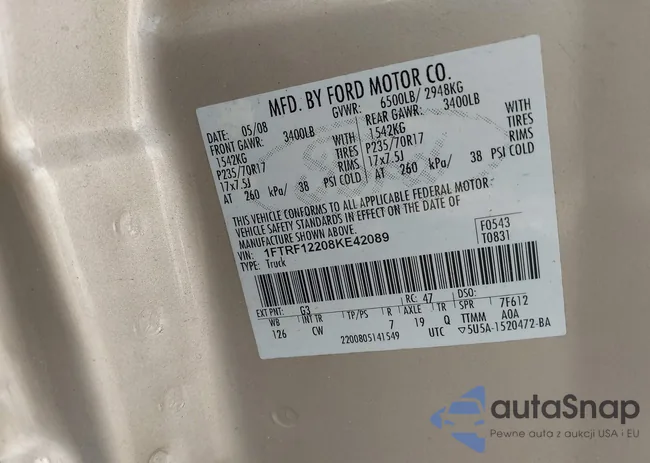 MFD. BY FORD MOTOR CO.
DATE: 05/08 GVWR: 6500LB/ 2948KG
FRONT GAWR: 3400LB REAR GAWR: 3400LB
1542KG WITH 1542KG WITH
P235/70R17 TIRES P235/70R17 TIRES
17x7.5J RIMS 17x7.5J RIMS
AT 260 kPa/ 38 PSI COLD AT 260 kPa/ 38 PSI COLD
THIS VEHICLE CONFORMS TO ALL APPLICABLE FEDERAL MOTOR
VEHICLE SAFETY STANDARDS IN EFFECT ON THE DATE OF
MANUFACTURE SHOWN ABOVE.
VIN: 1FTRF12208KE42089 F0543
TYPE: Truck T0831
EXT PNT: G3 RC: 47 DSO:
WB INT TR TP/PS R AXLE TR SPR 7F612
126 CW 7 19 Q TTMM A0A
2200805141549 UTC ▽5U5A-1520472-BA
Ford
autaSnap
Pewne auta z aukcji USA i EU